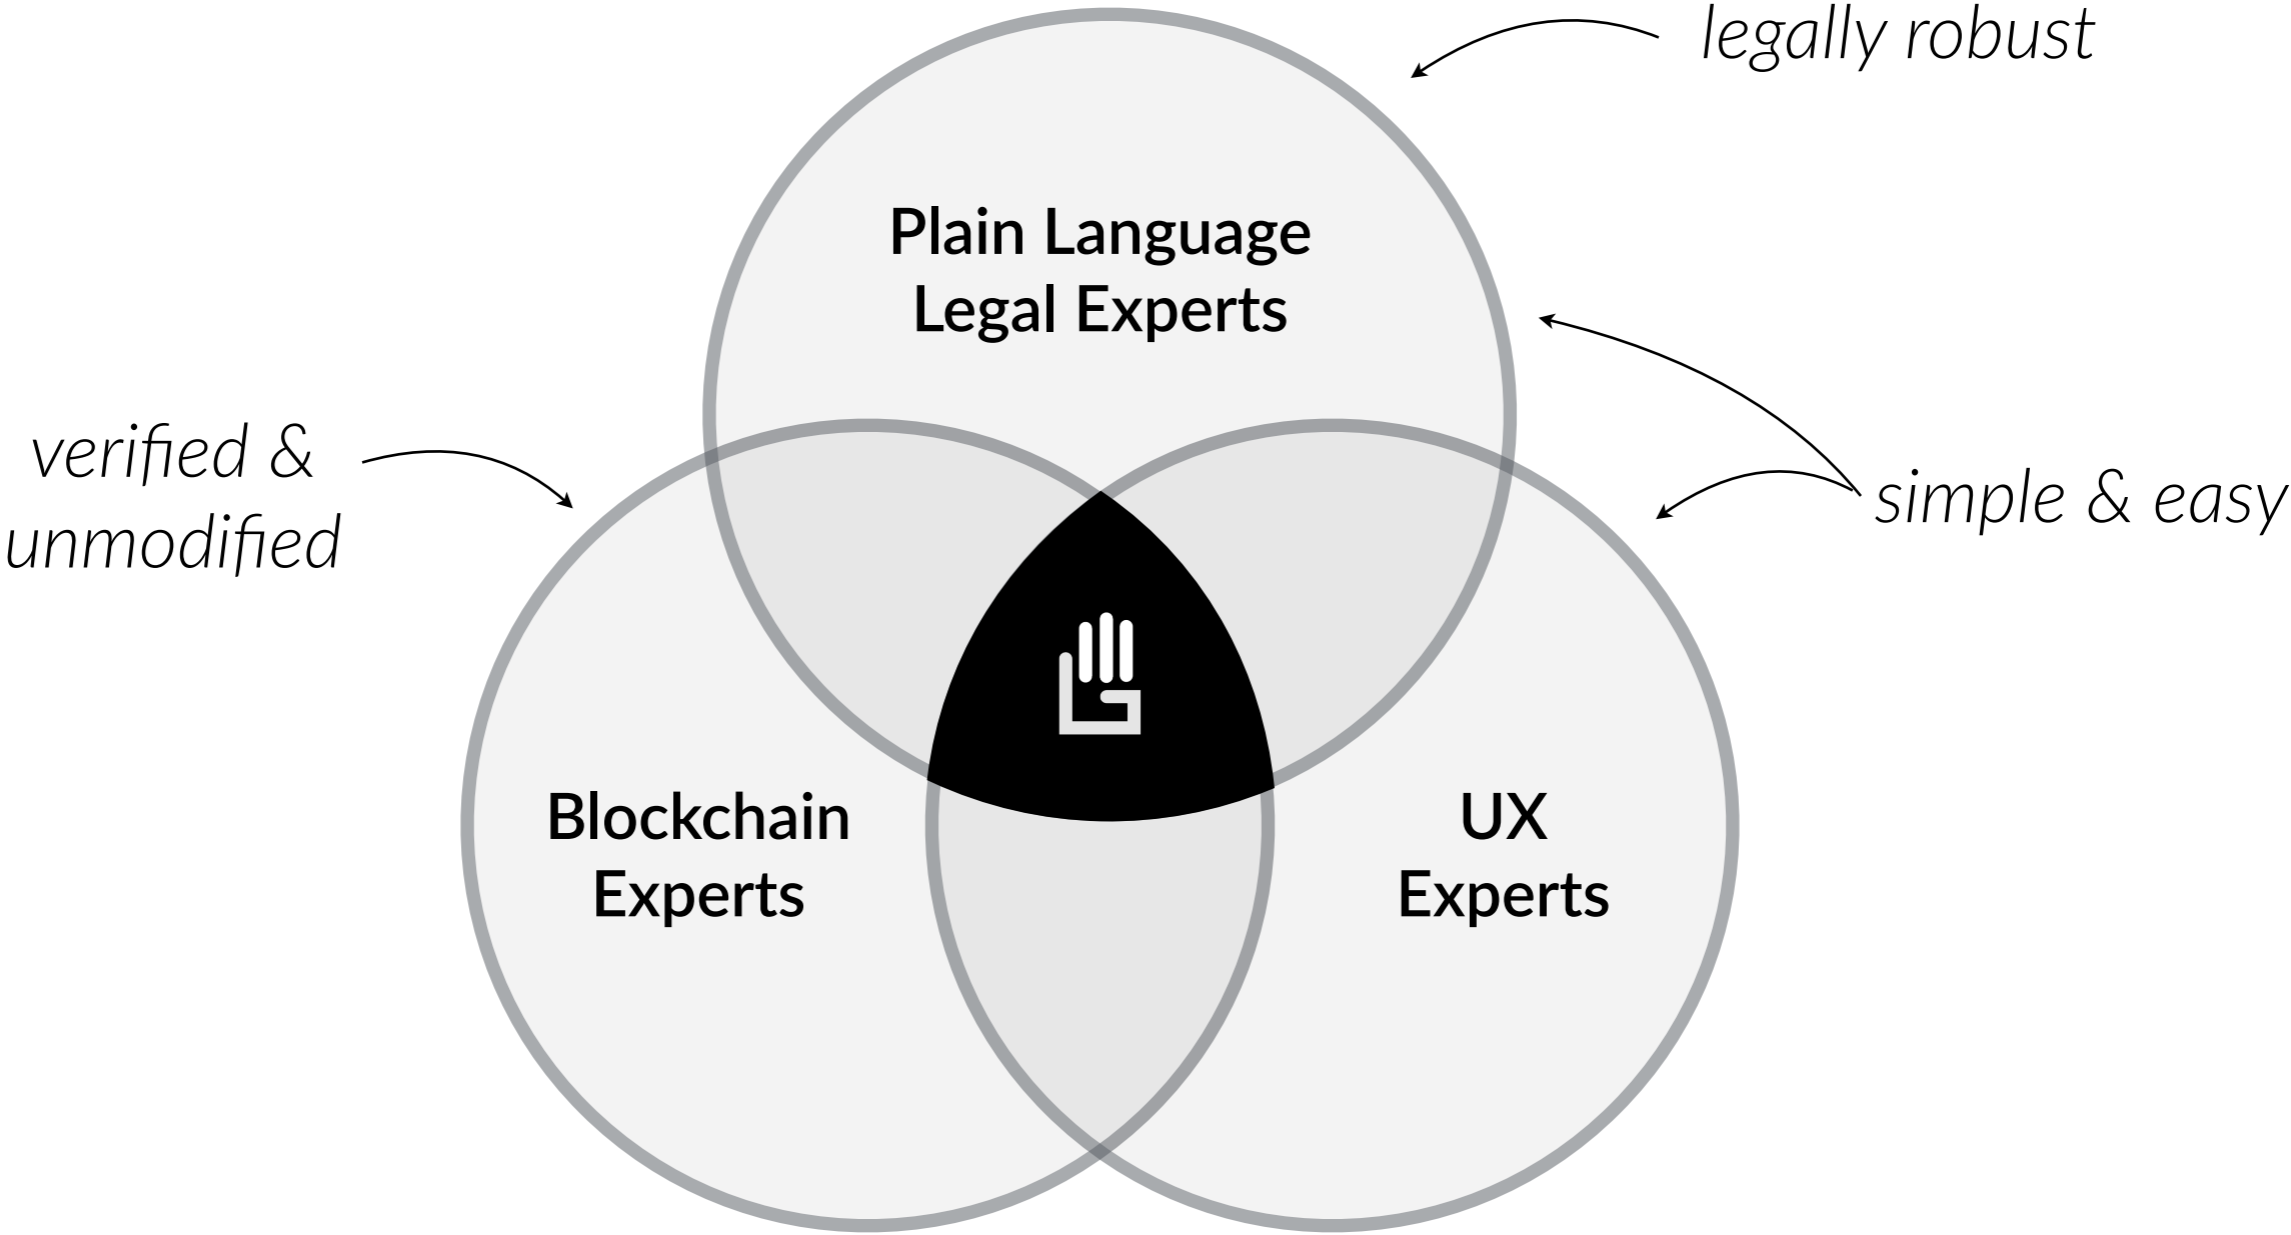 legally robust
Plain Language
Legal Experts
verified &
unmodified
simple & easy
Blockchain
Experts
UX
Experts